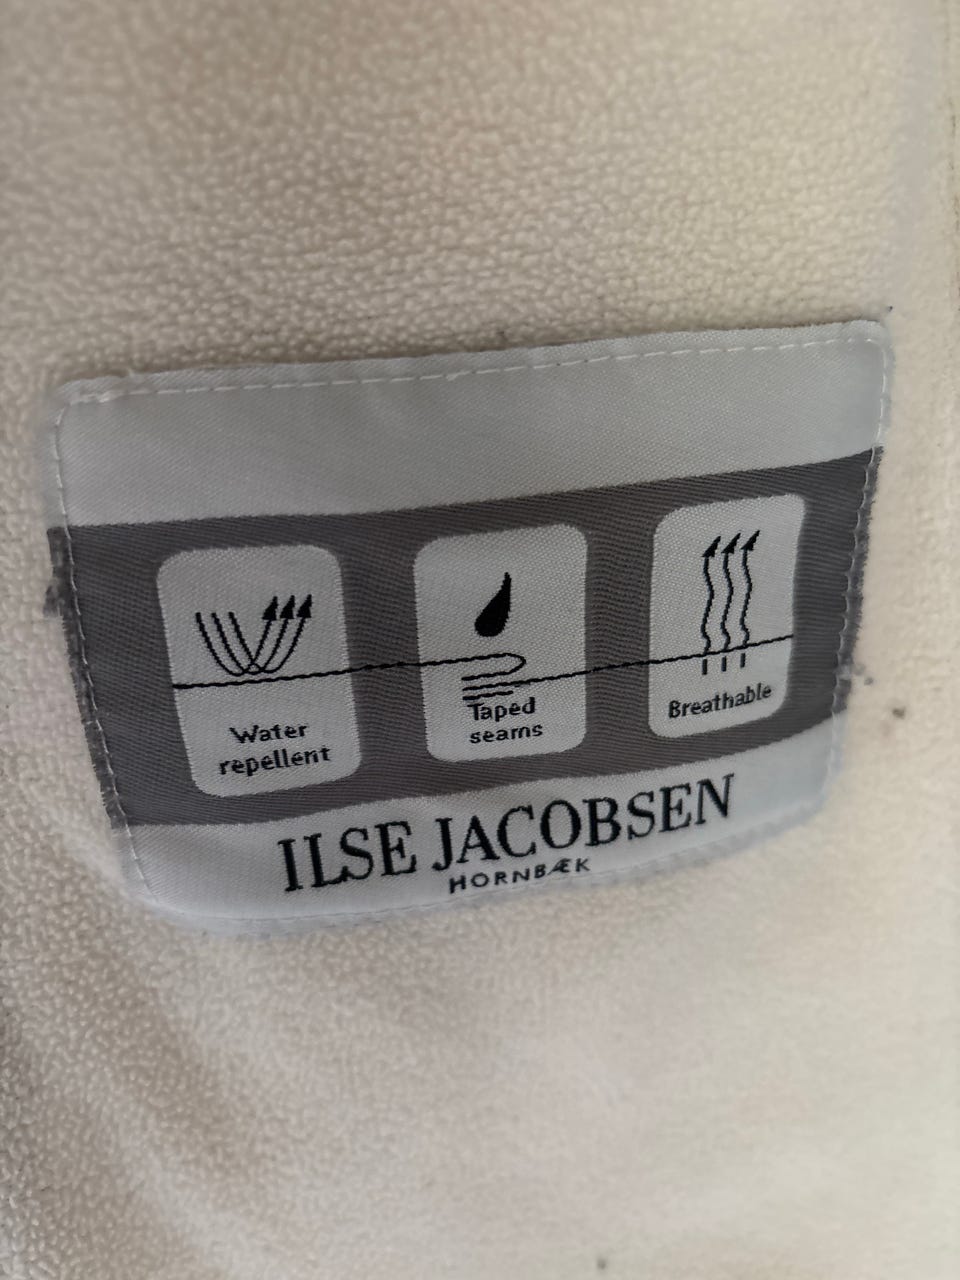 Water
repellent
Taped
seams
Breathable
ILSE JACOBSEN
HORNBÆK